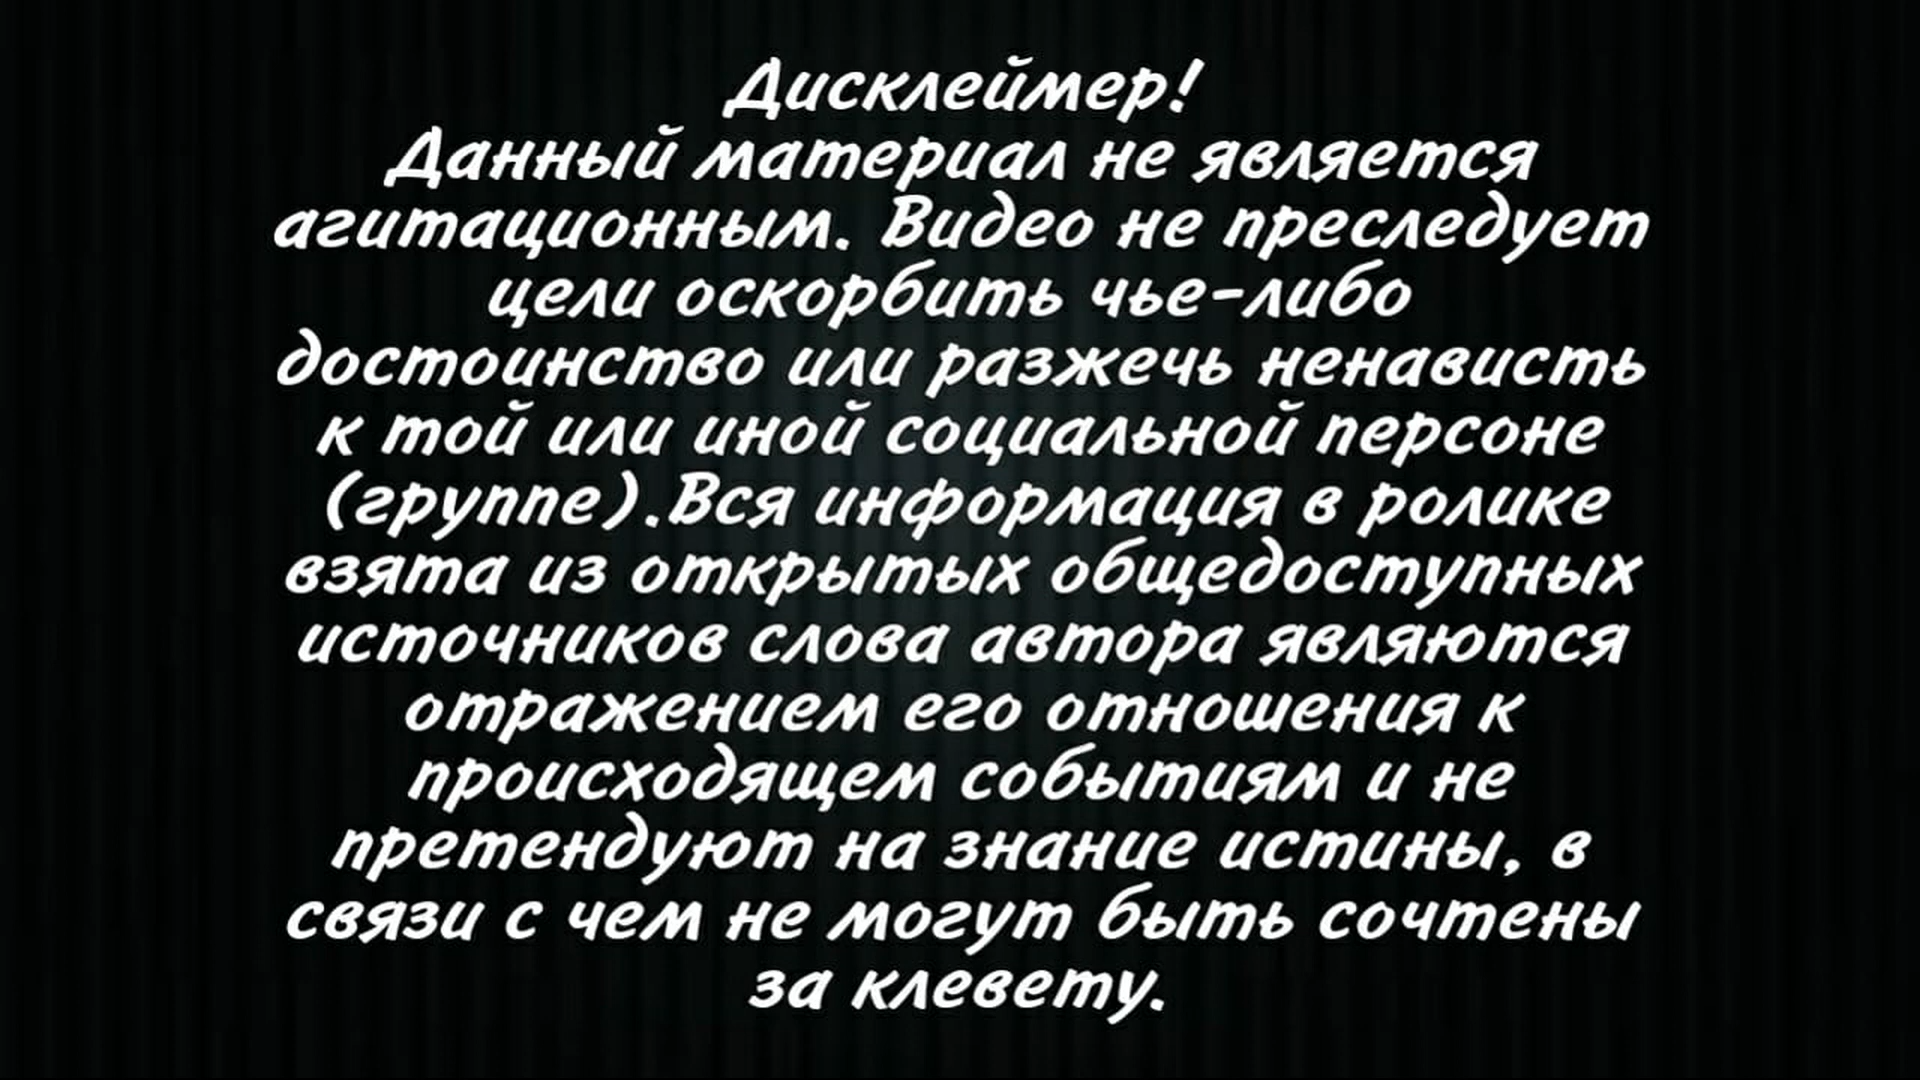 Дисклеймер!
Данный материал не является
агитационным. Видео не преследует
цели оскорбить чье-либо
достоинство или разжечь ненависть
к той или иной социальной персоне
(группе).Вся информация в ролике
взята из открытых общедоступных
источников слова автора являются
отражением его отношения к
происходящем событиям и не
претендуют на знание истины, в
связи с чем не могут быть сочтены
за клевету.